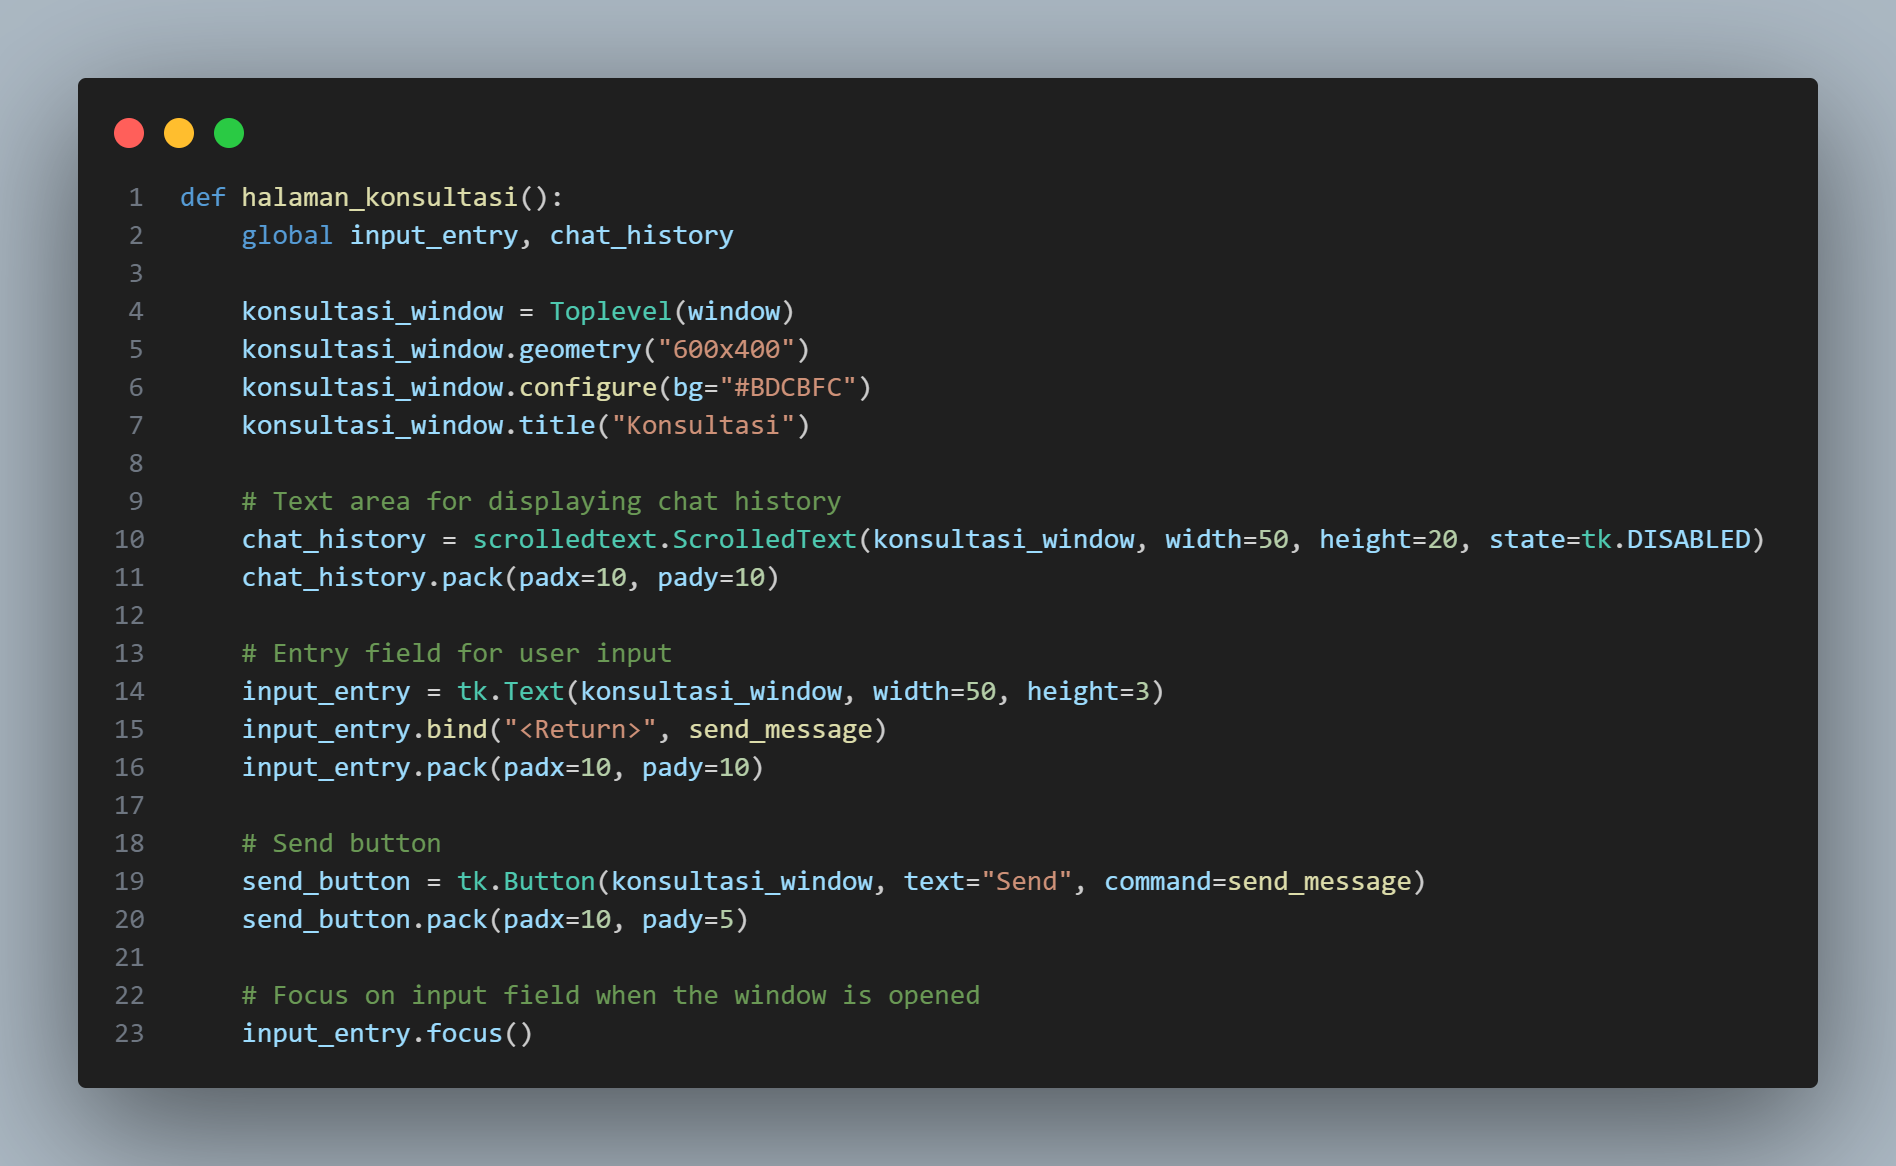 1 def halaman_konsultasi():
2     global input_entry, chat_history
3
4     konsultasi_window = Toplevel(window)
5     konsultasi_window.geometry("600x400")
6     konsultasi_window.configure(bg="#BDCBFC")
7     konsultasi_window.title("Konsultasi")
8
9     # Text area for displaying chat history
10     chat_history = scrolledtext.ScrolledText(konsultasi_window, width=50, height=20, state=tk.DISABLED)
11     chat_history.pack(padx=10, pady=10)
12
13     # Entry field for user input
14     input_entry = tk.Text(konsultasi_window, width=50, height=3)
15     input_entry.bind("<Return>", send_message)
16     input_entry.pack(padx=10, pady=10)
17
18     # Send button
19     send_button = tk.Button(konsultasi_window, text="Send", command=send_message)
20     send_button.pack(padx=10, pady=5)
21
22     # Focus on input field when the window is opened
23     input_entry.focus()